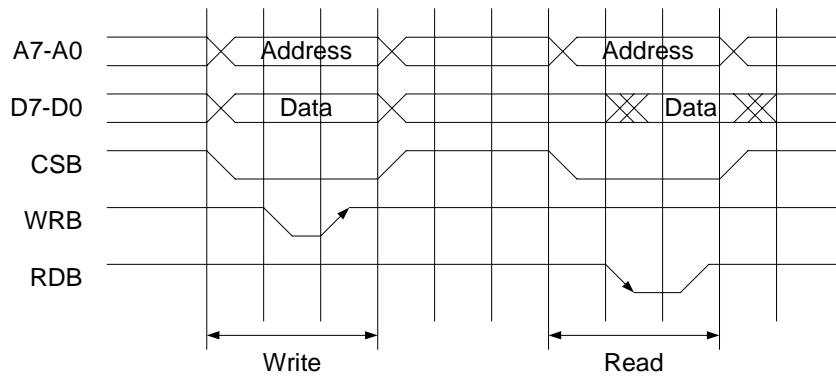 A7-A0 Address Address
D7-D0 Data Data
CSB
WRB
RDB
Write Read